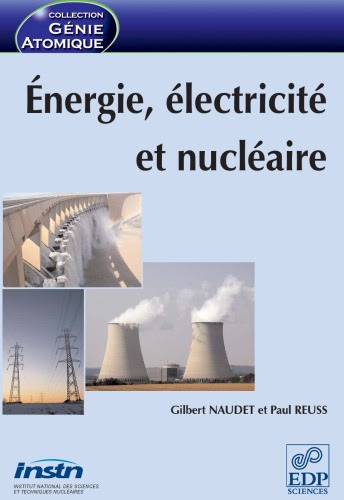 COLLECTION
GÉNIE
ATOMIQUE
Énergie, électricité
et nucléaire
Gilbert NAUDET et Paul REUSS
instn
INSTITUT NATIONAL DES SCIENCES
ET TECHNIQUES NUCLÉAIRES
EDP
SCIENCES